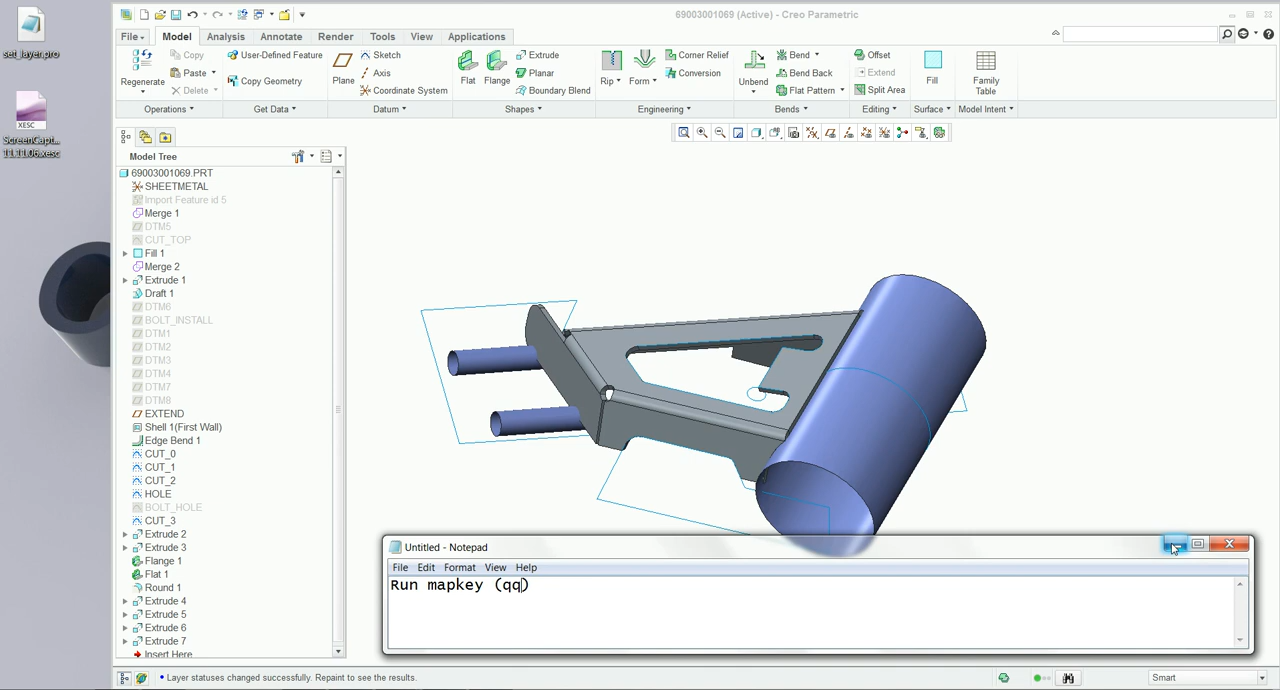 69003001069 (Active) - Creo Parametric
File
Model
Analysis
Annotate
Render
Tools
View
Applications
set_layer.pro
XESC
ScreenCapt...
11.11.06.xesc
Regenerate
Copy
Paste
Delete
User-Defined Feature
Copy Geometry
Plane
Sketch
Axis
Coordinate System
Flat
Flange
Extrude
Planar
Boundary Blend
Rip
Form
Corner Relief
Conversion
Unbend
Bend
Bend Back
Flat Pattern
Offset
Extend
Split Area
Fill
Family
Table
Operations
Get Data
Datum
Shapes
Engineering
Bends
Editing
Surface
Model Intent
Model Tree
69003001069.PRT
SHEETMETAL
Import Feature id 5
Merge 1
DTM5
CUT_TOP
Fill 1
Merge 2
Extrude 1
Draft 1
DTM6
BOLT_INSTALL
DTM1
DTM2
DTM3
DTM4
DTM7
DTM8
EXTEND
Shell 1(First Wall)
Edge Bend 1
CUT_0
CUT_1
CUT_2
HOLE
BOLT_HOLE
CUT_3
Extrude 2
Extrude 3
Flange 1
Flat 1
Round 1
Extrude 4
Extrude 5
Extrude 6
Extrude 7
Insert Here
Untitled - Notepad
File Edit Format View Help
Run mapkey (qq)
Layer statuses changed successfully. Repaint to see the results.
Smart